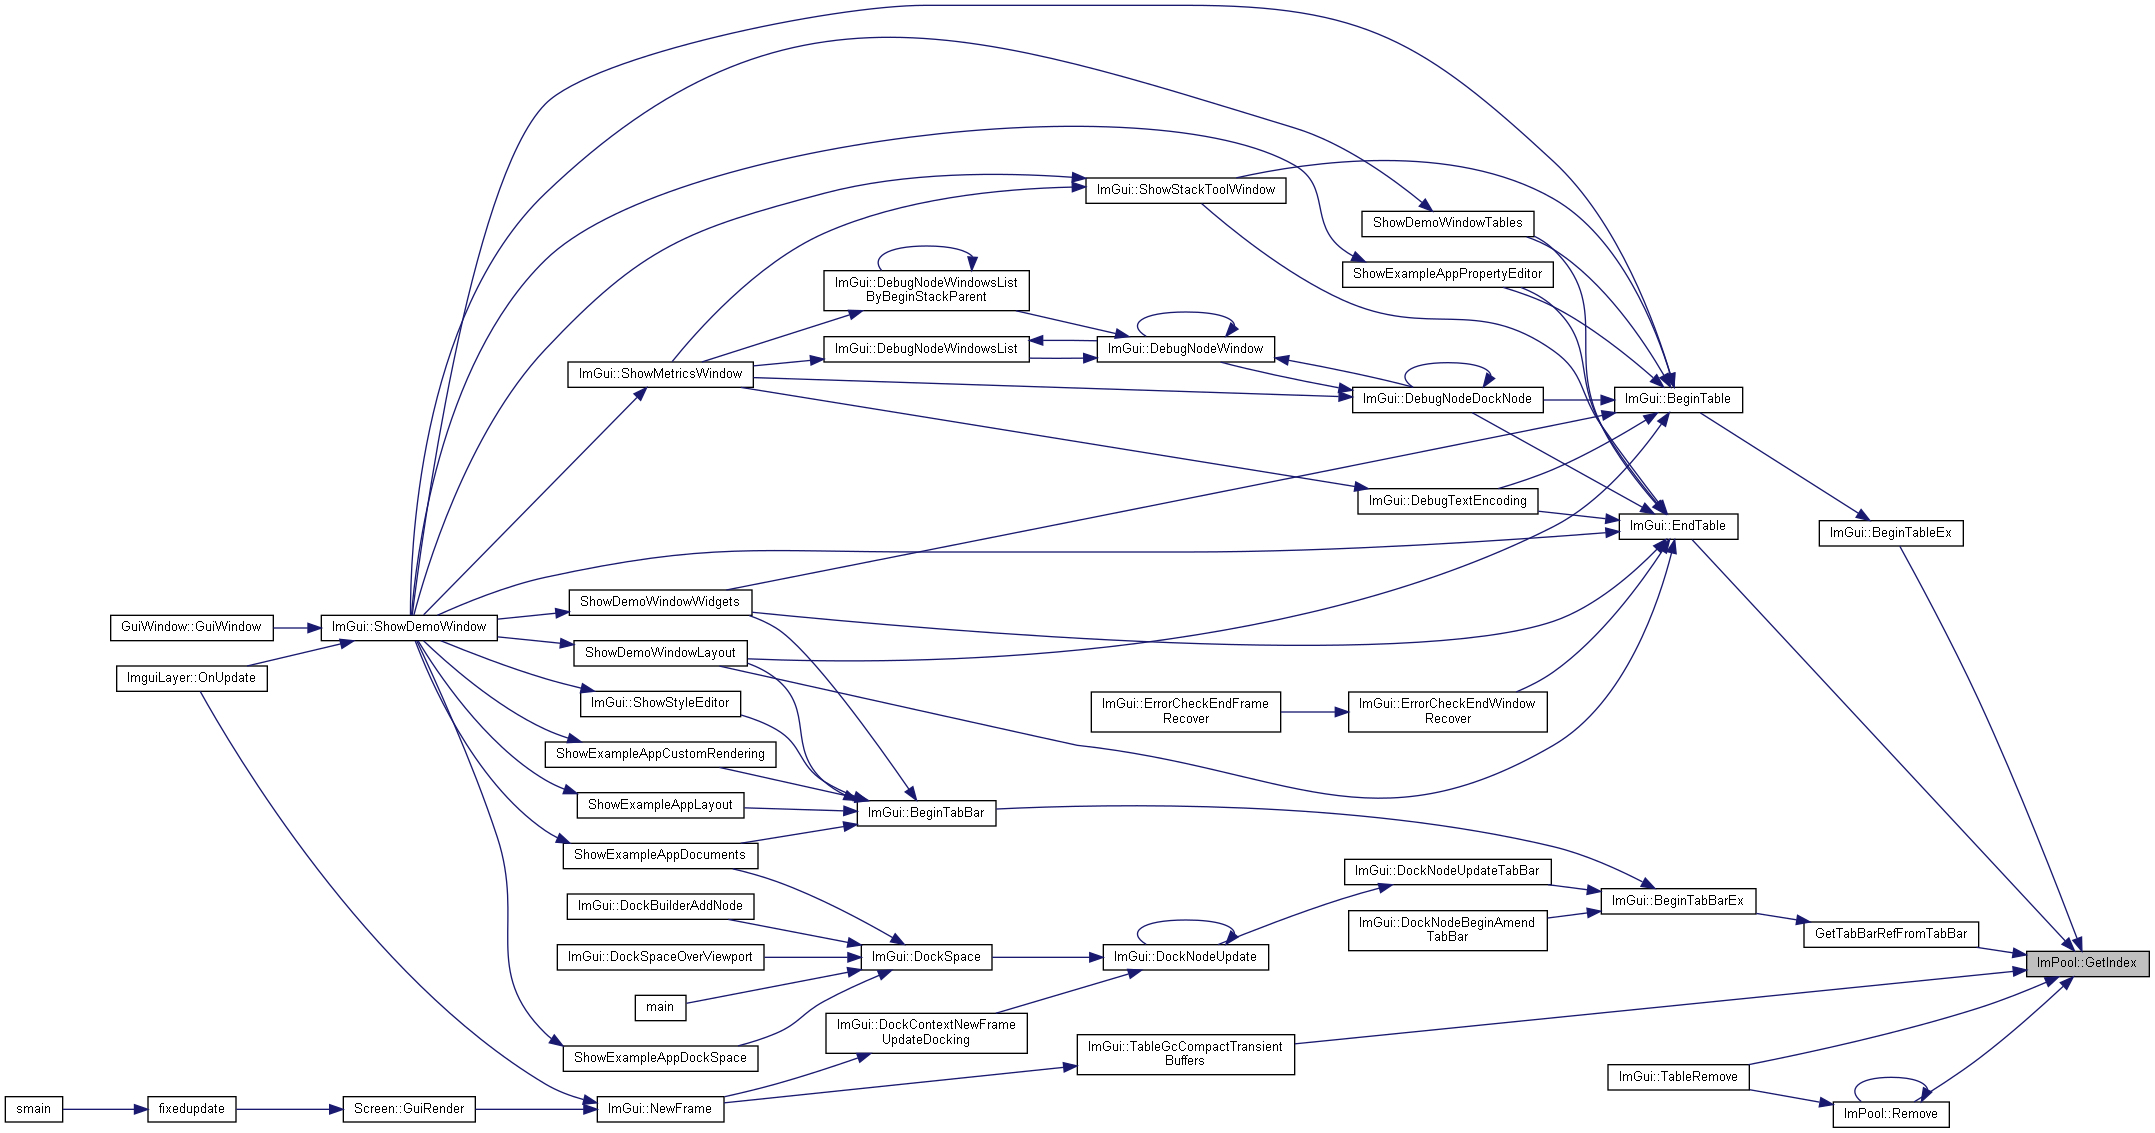 ImGui::ShowStackToolWindow
ShowDemoWindowTables
ShowExampleAppPropertyEditor
ImGui::DebugNodeWindowsList
ByBeginStackParent
ImGui::DebugNodeWindowsList
ImGui::DebugNodeWindow
ImGui::ShowMetricsWindow
ImGui::DebugNodeDockNode
ImGui::BeginTable
ImGui::DebugTextEncoding
ImGui::EndTable
ImGui::BeginTableEx
ShowDemoWindowWidgets
GuiWindow::GuiWindow
ImGui::ShowDemoWindow
ShowDemoWindowLayout
ImguiLayer::OnUpdate
ImGui::ShowStyleEditor
ImGui::ErrorCheckEndFrame
Recover
ImGui::ErrorCheckEndWindow
Recover
ShowExampleAppCustomRendering
ShowExampleAppLayout
ImGui::BeginTabBar
ShowExampleAppDocuments
ImGui::DockNodeUpdateTabBar
ImGui::BeginTabBarEx
ImGui::DockBuilderAddNode
ImGui::DockNodeBeginAmend
TabBar
GetTabBarRefFromTabBar
ImGui::DockSpaceOverViewport
ImGui::DockSpace
ImGui::DockNodeUpdate
ImPool::GetIndex
main
ImGui::DockContextNewFrame
UpdateDocking
ShowExampleAppDockSpace
ImGui::TableGcCompactTransient
Buffers
ImGui::TableRemove
smain
fixedupdate
Screen::GuiRender
ImGui::NewFrame
ImPool::Remove